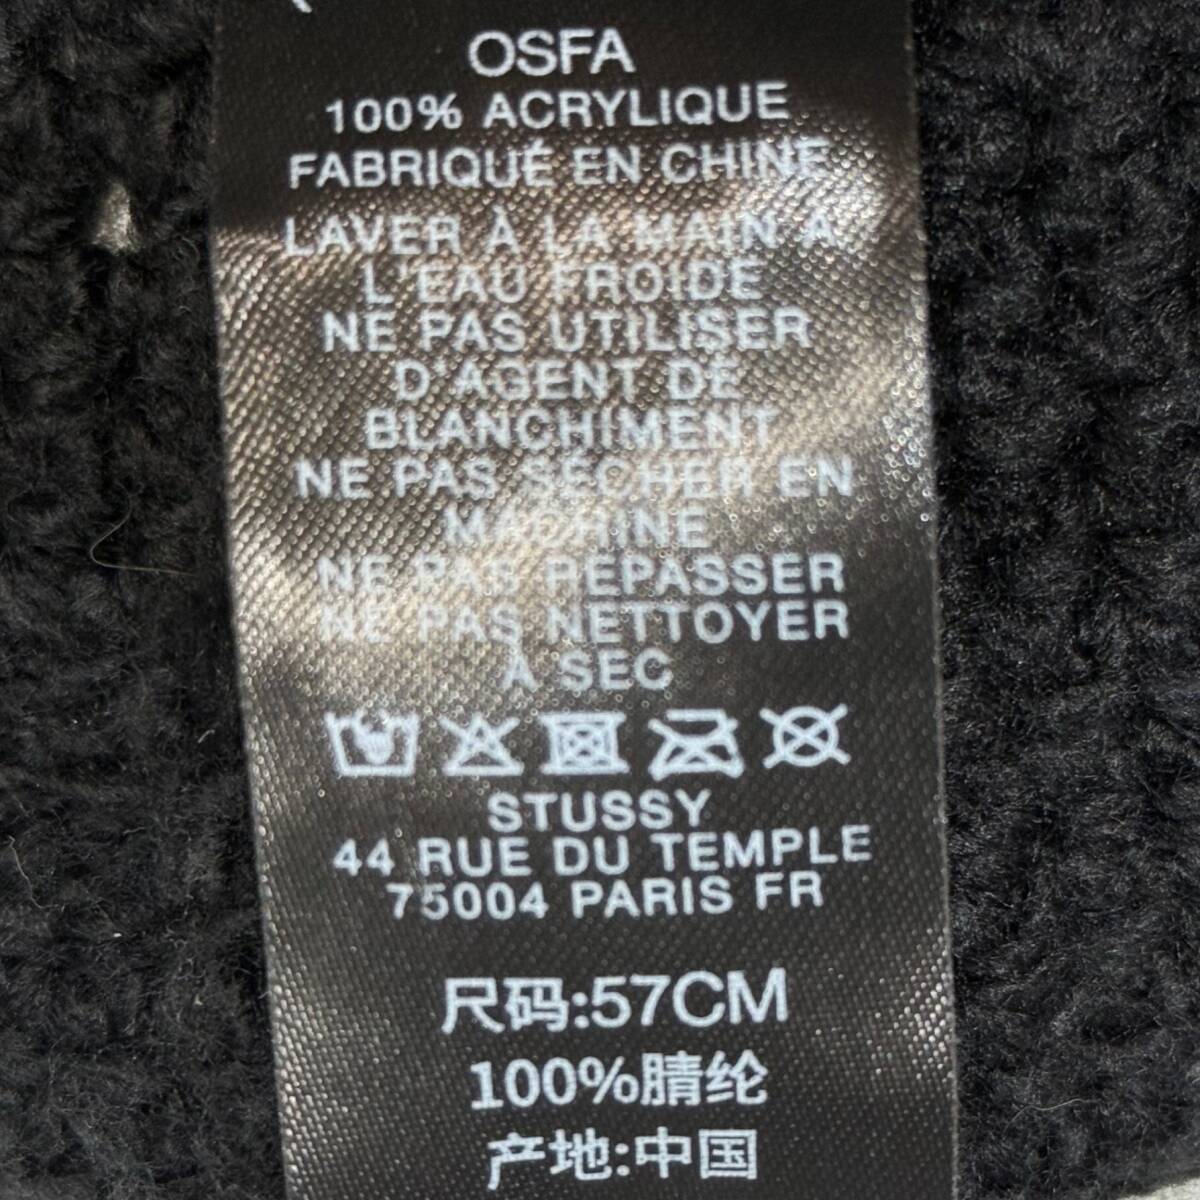 OSFA
100% ACRYLIQUE
FABRIQUÉ EN CHINE
LAVER À LA MAIN À
L'EAU FROIDE
NE PAS UTILISER
D'AGENT DE
BLANCHIMENT
NE PAS SÉCHER EN
MACHINE
NE PAS REPASSER
NE PAS NETTOYER
À SEC
STUSSY
44 RUE DU TEMPLE
75004 PARIS FR
尺码:57CM
100%腈纶
产地:中国